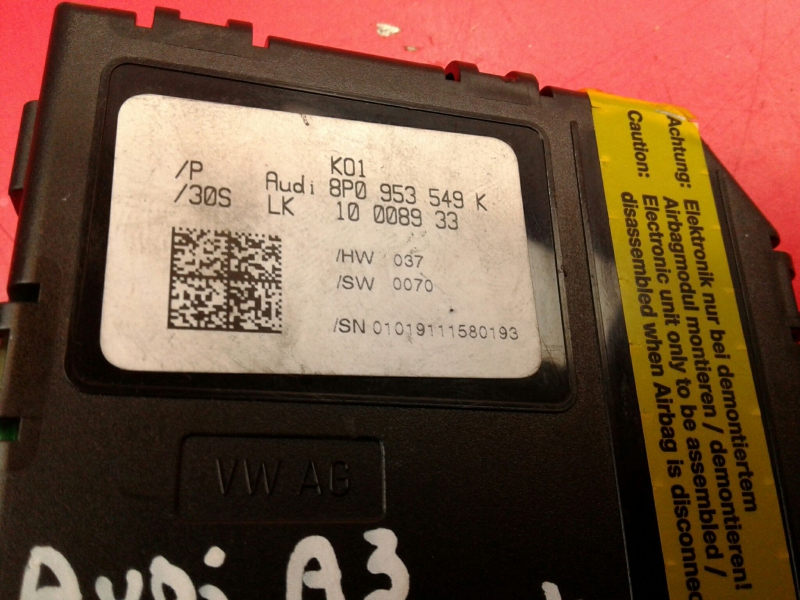 K01
/P Audi 8P0 953 549 K
/30S LK 10 0089 33
/HW 037
/SW 0070
/SN 01019111580193
VW AG
Audi A3
Achtung: Elektronik nur bei demontiertem
Airbagmodul montieren / demontieren!
Caution: Electronic unit only to be assembled /
disassembled when Airbag is